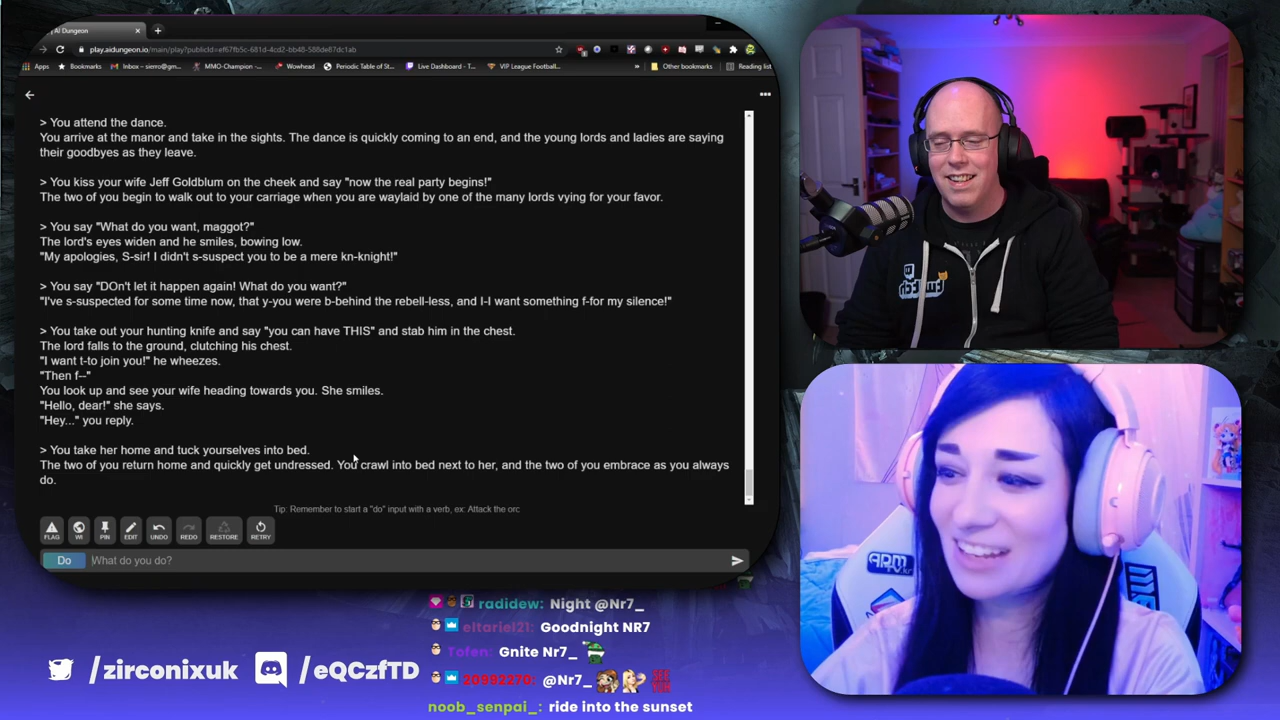 AI Dungeon
play.aidungeon.io/main/play?publicId=ef67fb5c-681d-4cd2-bb48-588de87dc1ab
Apps
Bookmarks
Inbox – sierro@gm...
MMO-Champion –...
Wowhead
Periodic Table of St...
Live Dashboard - T...
VIP League Football...
»
Other bookmarks
Reading list
> You attend the dance.
You arrive at the manor and take in the sights. The dance is quickly coming to an end, and the young lords and ladies are saying
their goodbyes as they leave.
> You kiss your wife Jeff Goldblum on the cheek and say "now the real party begins!"
The two of you begin to walk out to your carriage when you are waylaid by one of the many lords vying for your favor.
> You say "What do you want, maggot?"
The lord's eyes widen and he smiles, bowing low.
"My apologies, S-sir! I didn't s-suspect you to be a mere kn-knight!"
> You say "DOn't let it happen again! What do you want?"
"I've s-suspected for some time now, that y-you were b-behind the rebell-less, and I-I want something f-for my silence!"
> You take out your hunting knife and say "you can have THIS" and stab him in the chest.
The lord falls to the ground, clutching his chest.
"I want t-to join you!" he wheezes.
"Then f--"
You look up and see your wife heading towards you. She smiles.
"Hello, dear!" she says.
"Hey..." you reply.
> You take her home and tuck yourselves into bed.
The two of you return home and quickly get undressed. You crawl into bed next to her, and the two of you embrace as you always
do.
Tip: Remember to start a "do" input with a verb, ex: Attack the orc
FLAG
WI
PIN
EDIT
UNDO
REDO
RESTORE
RETRY
Do
What do you do?
radidew: Night @Nr7_
eltariel21: Goodnight NR7
Tofen: Gnite Nr7_
20992270: @Nr7_
noob_senpai_: ride into the sunset
/zirconixuk
/eQCzfTD
twitch